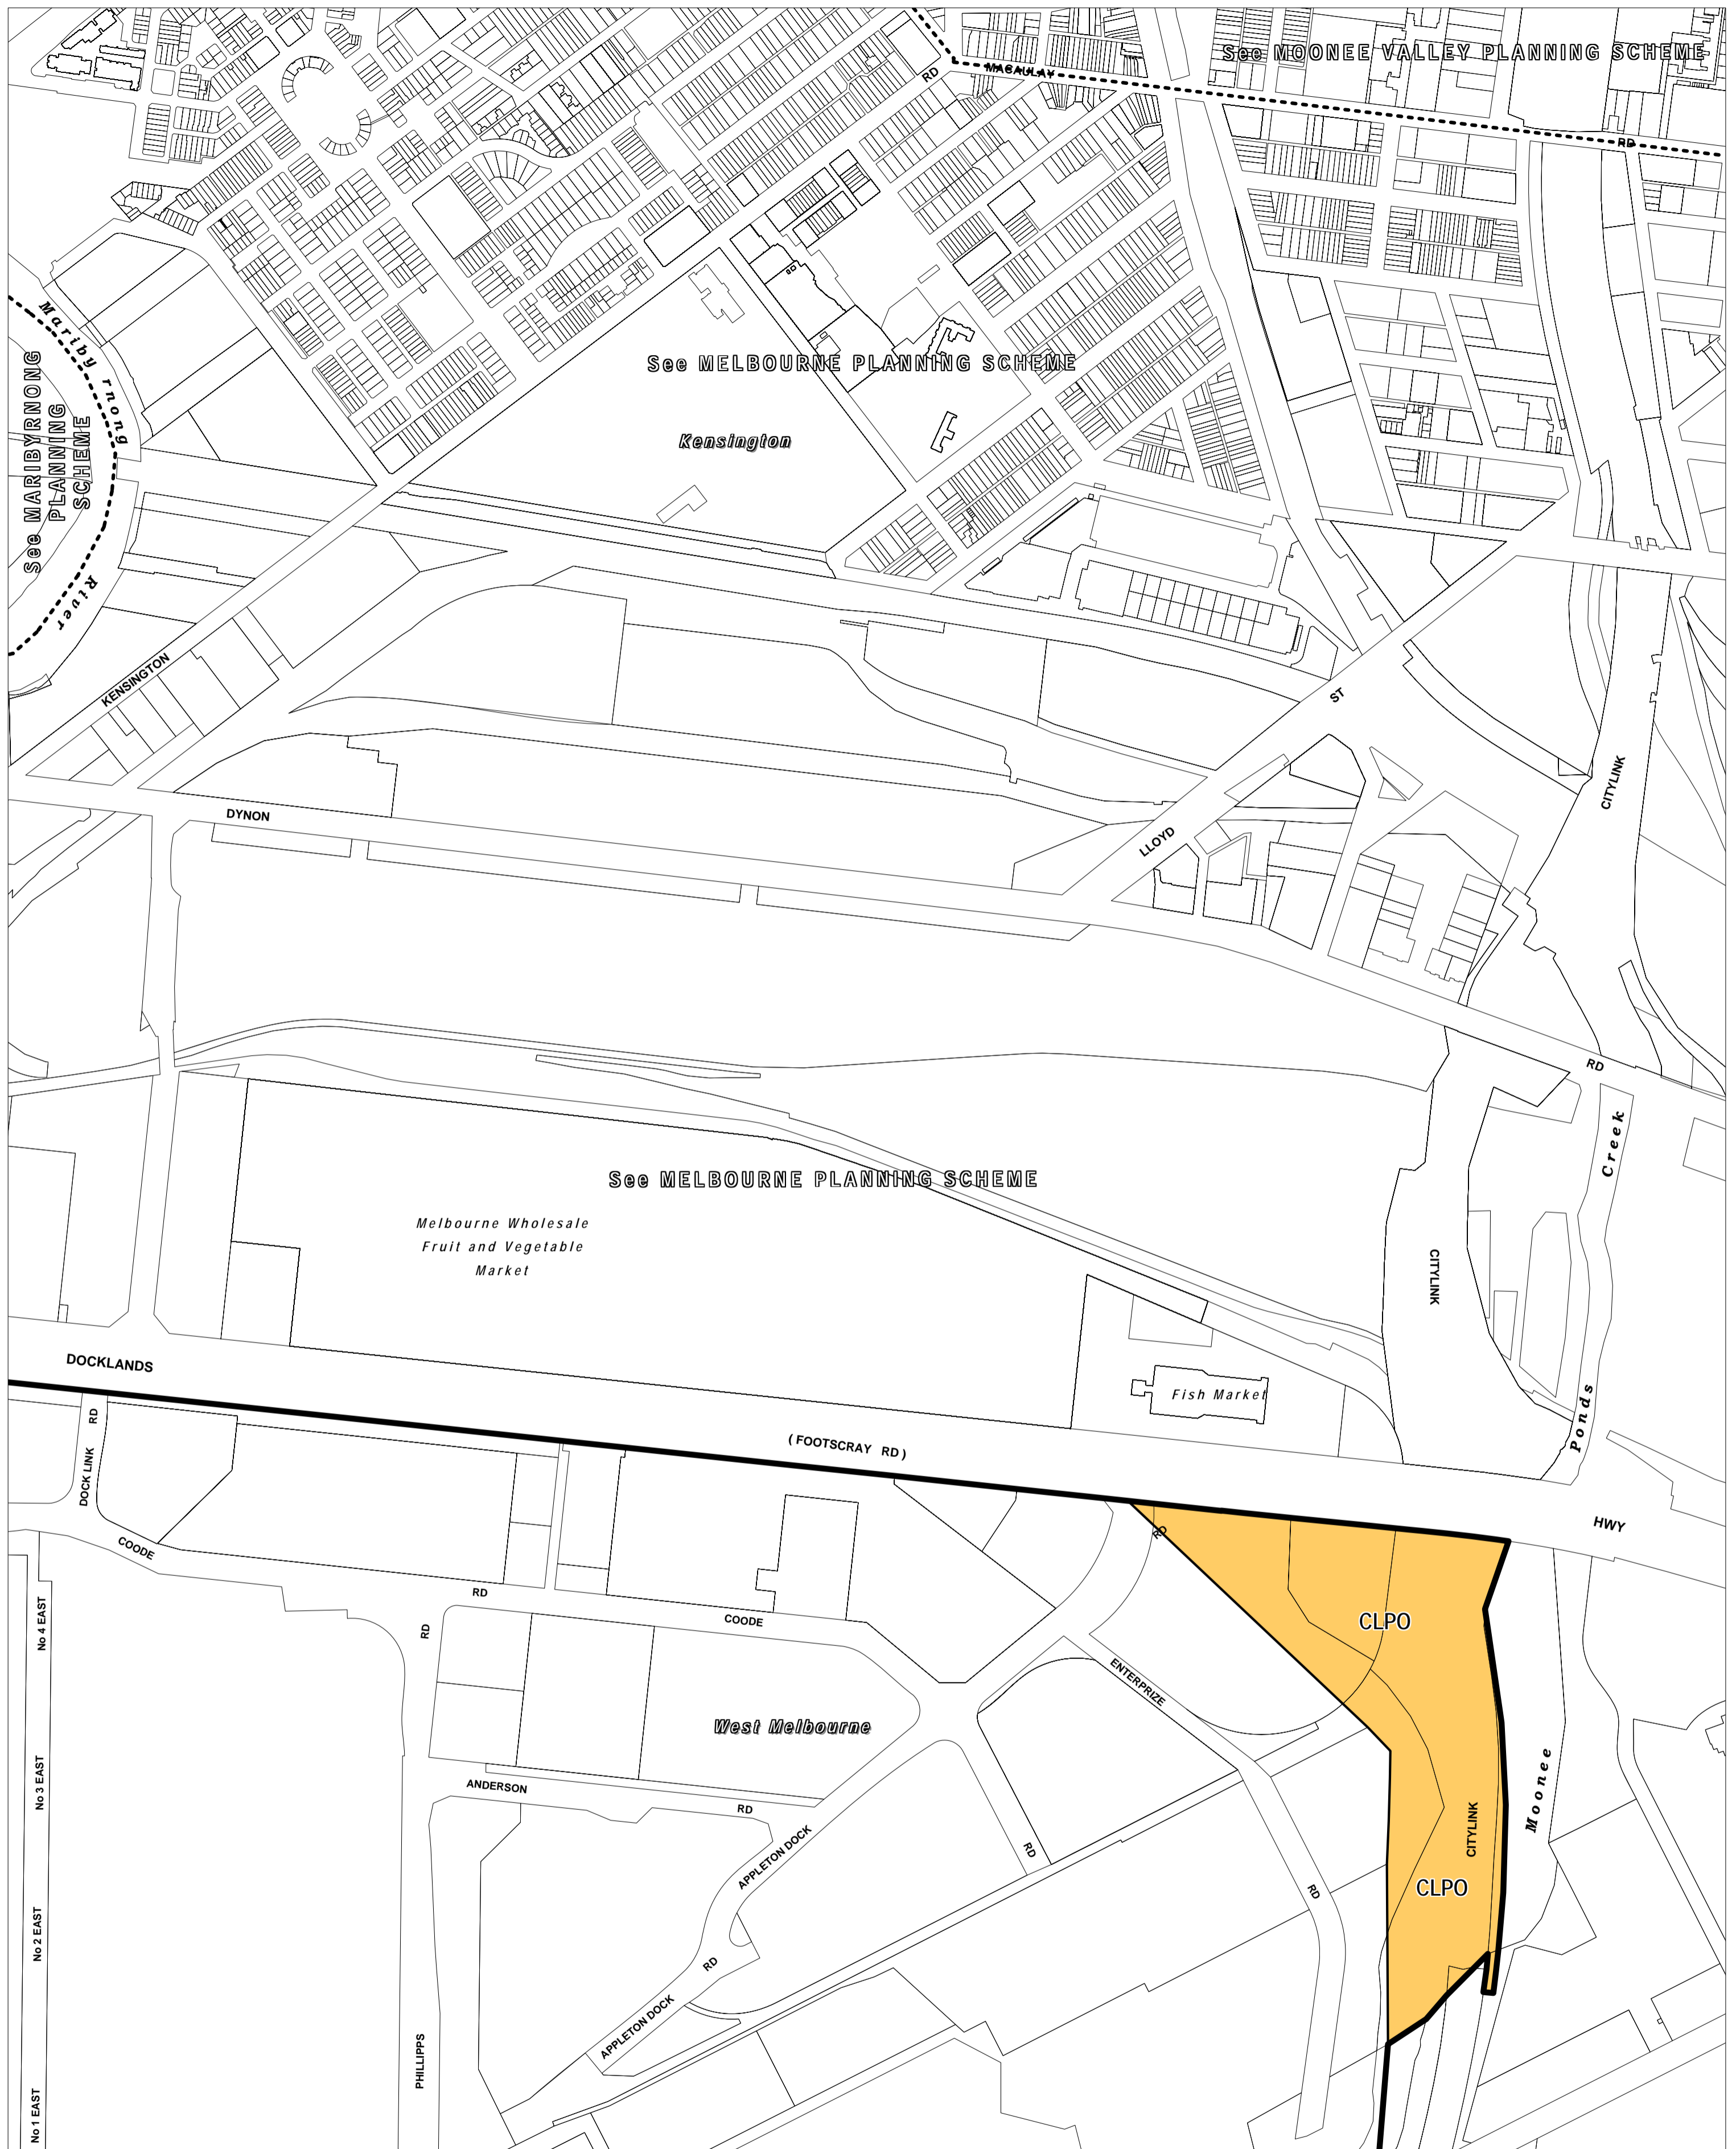 See MOONEE VALLEY PLANNING SCHEME
RD
MACAULAY
RD
Mariby rnong
River
See MARIBYRNONG
PLANNING
SCHEME
See MELBOURNE PLANNING SCHEME
Kensington
KENSINGTON
ST
CITYLINK
DYNON
LLOYD
RD
Creek
See MELBOURNE PLANNING SCHEME
Melbourne Wholesale
Fruit and Vegetable
Market
CITYLINK
DOCKLANDS
Fish Market
Ponds
RD
DOCK LINK
( FOOTSCRAY RD )
HWY
RD
COODE
RD
COODE
RD
CLPO
No 4 EAST
ENTERPRIZE
West Melbourne
No 3 EAST
ANDERSON
RD
Moonee
CITYLINK
APPLETON DOCK
RD
CLPO
RD
No 2 EAST
RD
APPLETON DOCK
PHILLIPPS
No 1 EAST